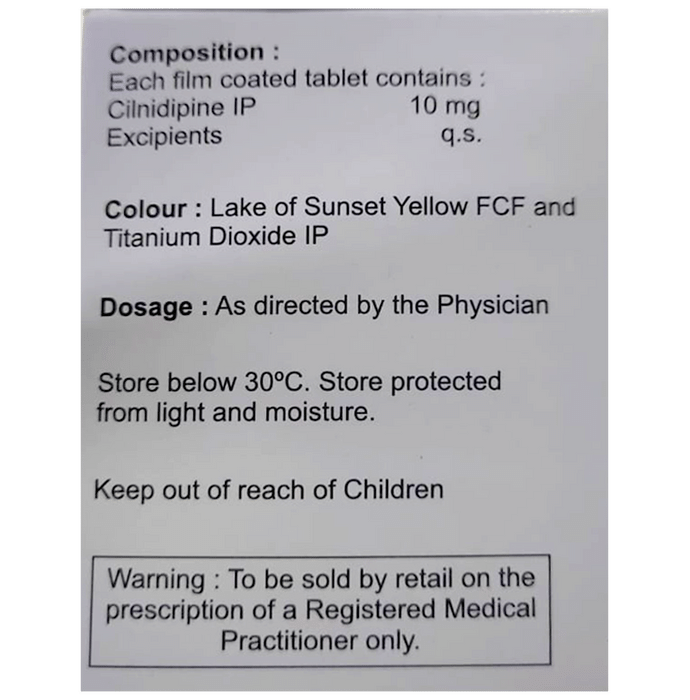 Composition :
Each film coated tablet contains :
Cilnidipine IP 10 mg
Excipients q.s.
Colour : Lake of Sunset Yellow FCF and
Titanium Dioxide IP
Dosage : As directed by the Physician
Store below 30ºC. Store protected
from light and moisture.
Keep out of reach of Children
Warning : To be sold by retail on the
prescription of a Registered Medical
Practitioner only.